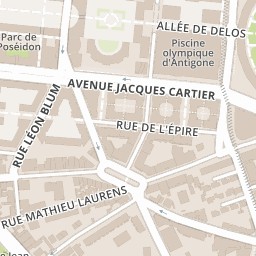 ALLÉE DE DELOS
Parc de
Poséidon
Piscine
olympique
d'Antigone
AVENUE JACQUES CARTIER
RUE LÉON BLUM
RUE DE L'ÉPIRE
RUE MATHIEU LAURENS